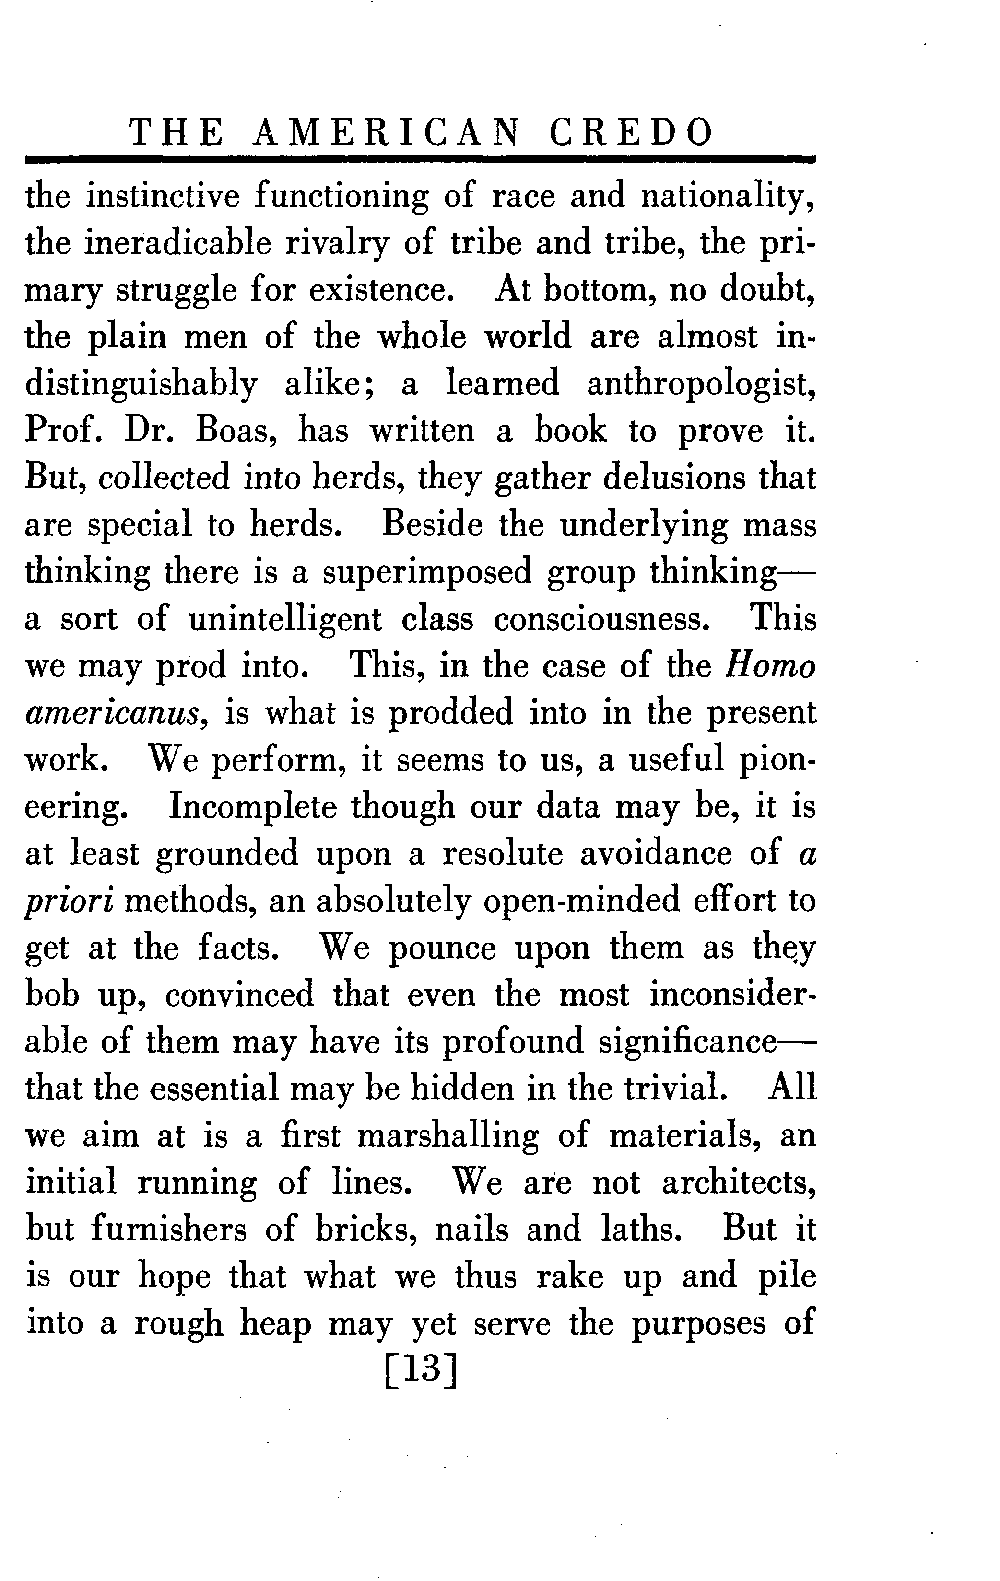 THE AMERICAN CREDO
the instinctive functioning of race and nationality,
the ineradicable rivalry of tribe and tribe, the pri-
mary struggle for existence. At bottom, no doubt,
the plain men of the whole world are almost in-
distinguishably alike; a learned anthropologist,
Prof. Dr. Boas, has written a book to prove it.
But, collected into herds, they gather delusions that
are special to herds. Beside the underlying mass
thinking there is a superimposed group thinking—
a sort of unintelligent class consciousness. This
we may prod into. This, in the case of the Homo
americanus, is what is prodded into in the present
work. We perform, it seems to us, a useful pion-
eering. Incomplete though our data may be, it is
at least grounded upon a resolute avoidance of a
priori methods, an absolutely open-minded effort to
get at the facts. We pounce upon them as they
bob up, convinced that even the most inconsider-
able of them may have its profound significance—
that the essential may be hidden in the trivial. All
we aim at is a first marshalling of materials, an
initial running of lines. We are not architects,
but furnishers of bricks, nails and laths. But it
is our hope that what we thus rake up and pile
into a rough heap may yet serve the purposes of
[13]